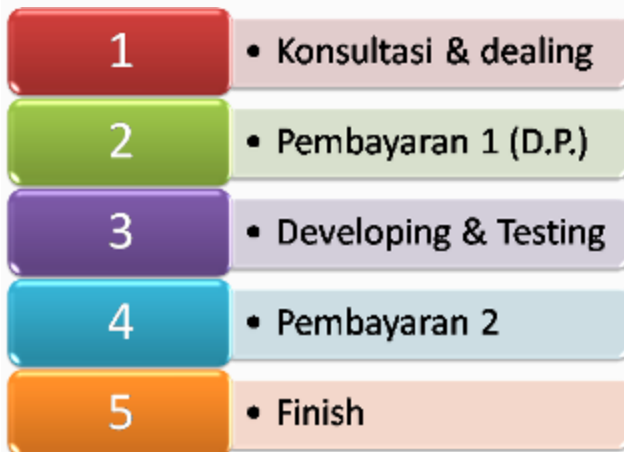 1 • Konsultasi & dealing
2 • Pembayaran 1 (D.P.)
3 • Developing & Testing
4 • Pembayaran 2
5 • Finish